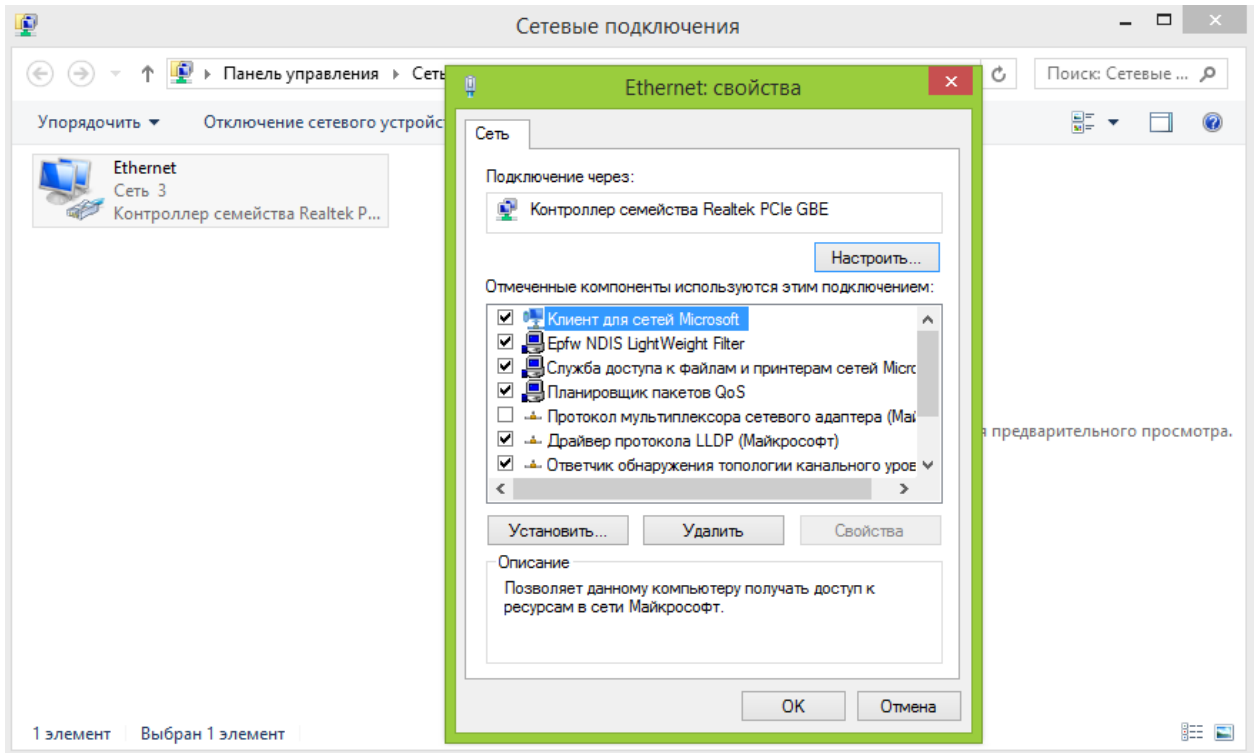 Сетевые подключения
Панель управления
Сеть
Поиск: Сетевые ...
Упорядочить
Отключение сетевого устройс
Ethernet
Сеть 3
Контроллер семейства Realtek P...
Ethernet: свойства
Сеть
Подключение через:
Контроллер семейства Realtek PCIe GBE
Настроить...
Отмеченные компоненты используются этим подключением:
Клиент для сетей Microsoft
Epfw NDIS LightWeight Filter
Служба доступа к файлам и принтерам сетей Micro
Планировщик пакетов QoS
Протокол мультиплексора сетевого адаптера (Май
Драйвер протокола LLDP (Майкрософт)
Ответчик обнаружения топологии канального уров
Установить...
Удалить
Свойства
Описание
Позволяет данному компьютеру получать доступ к
ресурсам в сети Майкрософт.
OK
Отмена
я предварительного просмотра.
1 элемент
Выбран 1 элемент